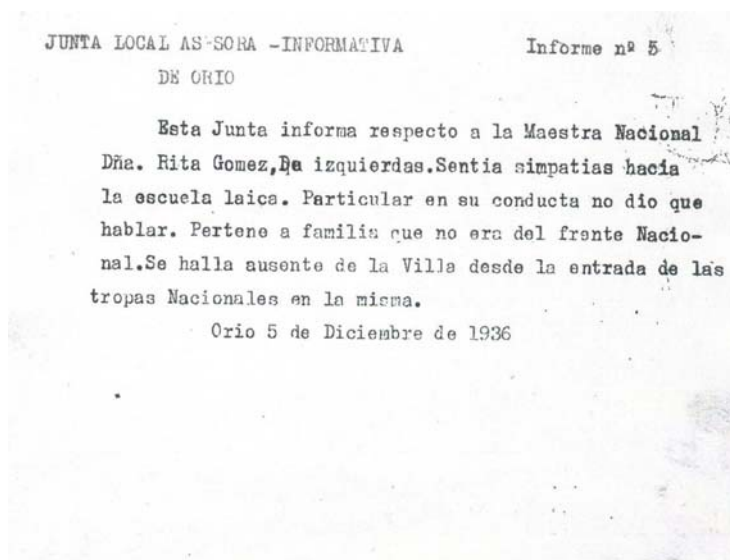 JUNTA LOCAL AS-SORA -INFORMATIVA Informe nº 5
DE ORIO
Esta Junta informa respecto a la Maestra Nacional
Dña. Rita Gomez,De izquierdas.Sentia simpatias hacia
la escuela laica. Particular en su conducta no dio que
hablar. Pertene a familia que no era del frente Nacio-
nal.Se halla ausente de la Villa desde la entrada de las
tropas Nacionales en la misma.
Orio 5 de Diciembre de 1936